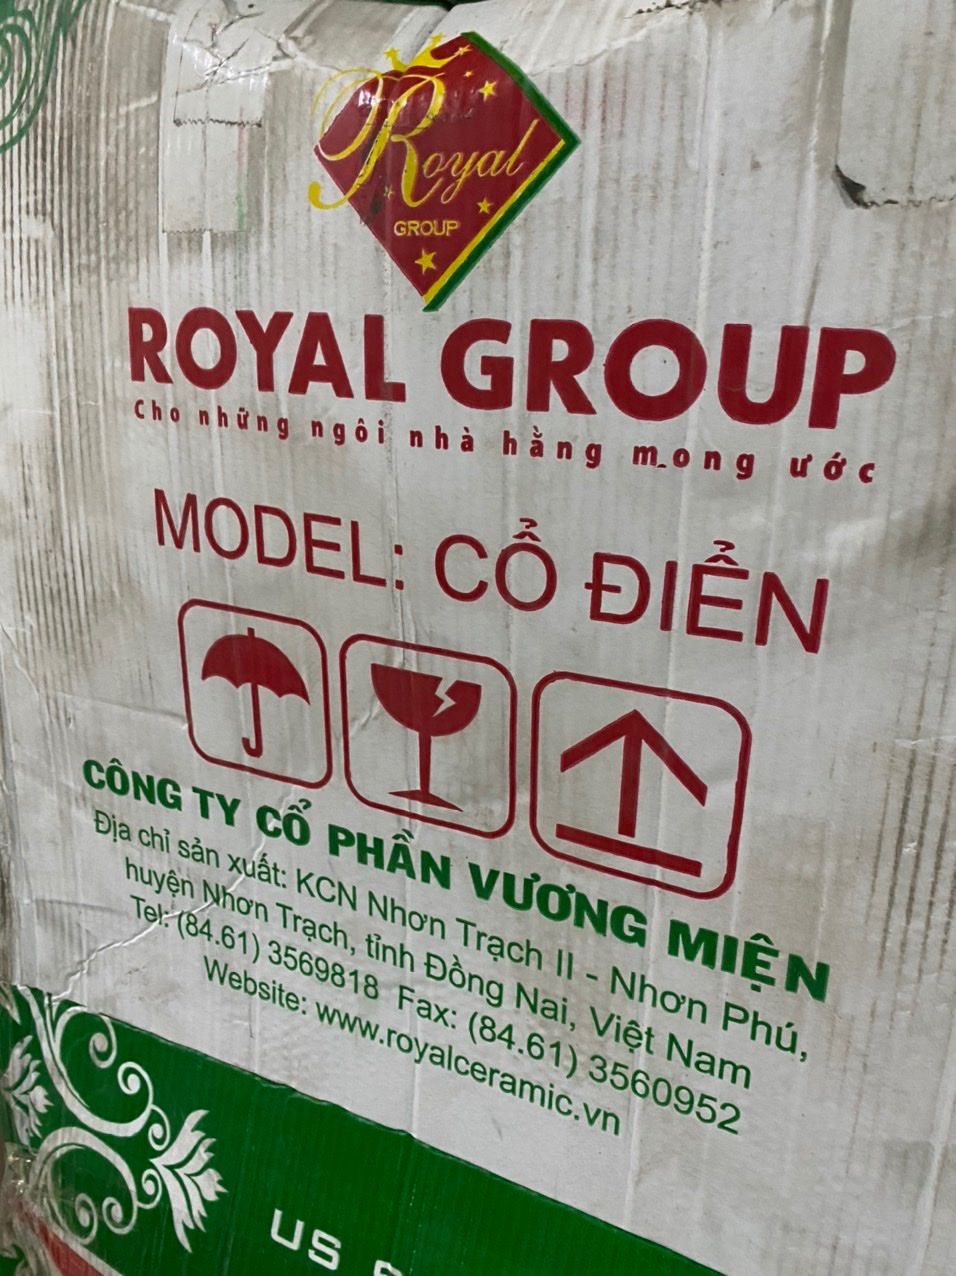 Royal
GROUP
ROYAL GROUP
Cho những ngôi nhà hằng mong ước
MODEL: CỔ ĐIỂN
CÔNG TY CỔ PHẦN VƯƠNG MIỆN
Địa chỉ sản xuất: KCN Nhơn Trạch II - Nhơn Phú,
huyện Nhơn Trạch, tỉnh Đồng Nai, Việt Nam
Tel: (84.61) 3569818 Fax: (84.61) 3560952
Website: www.royalceramic.vn
US